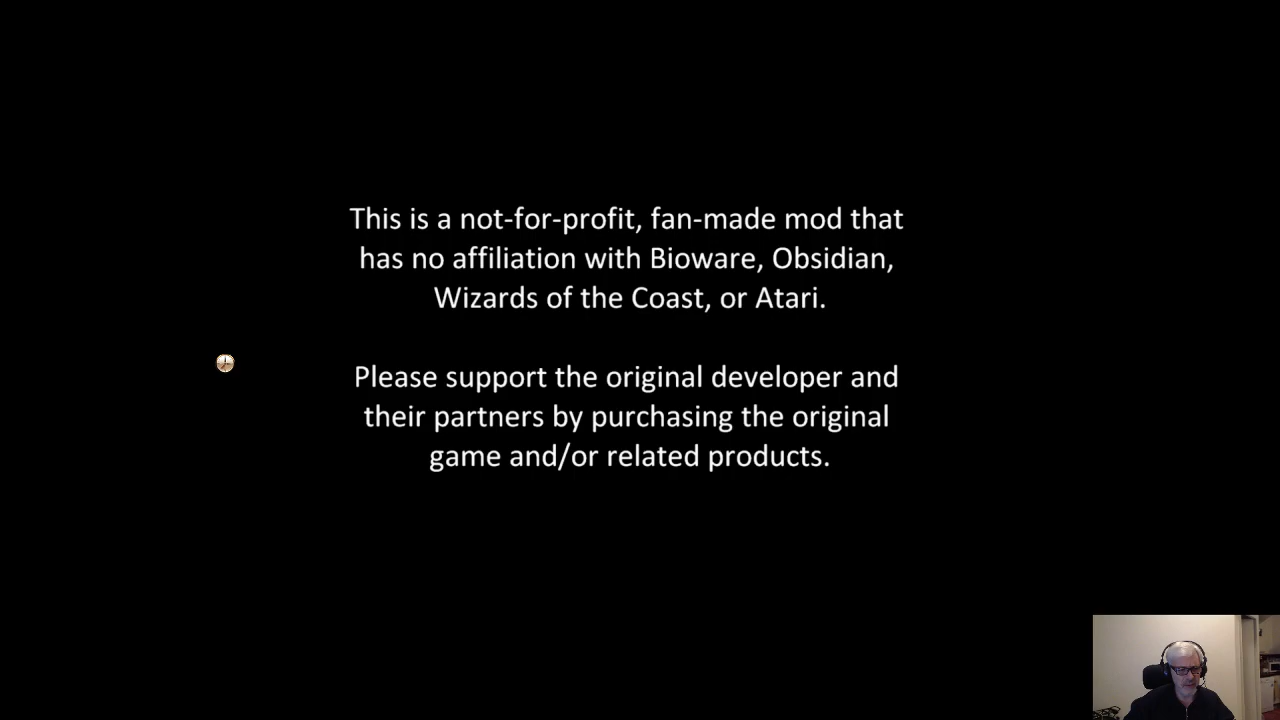 This is a not-for-profit, fan-made mod that
has no affiliation with Bioware, Obsidian,
Wizards of the Coast, or Atari.
Please support the original developer and
their partners by purchasing the original
game and/or related products.